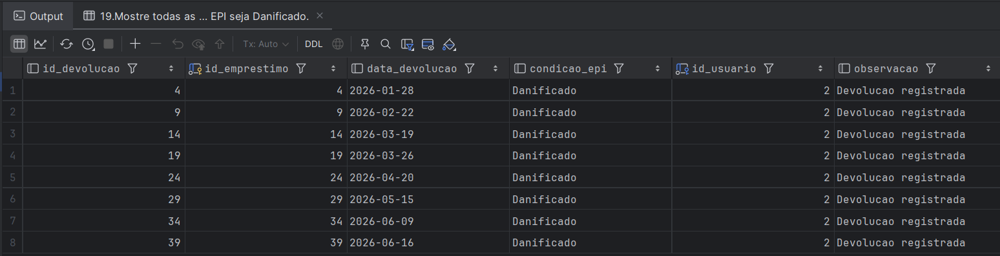 Output 19.Mostre todas as ... EPI seja Danificado.
Tx: Auto DDL
id_devolucao id_emprestimo data_devolucao condicao_epi id_usuario observacao
1 4 4 2026-01-28 Danificado 2 Devolucao registrada
2 9 9 2026-02-22 Danificado 2 Devolucao registrada
3 14 14 2026-03-19 Danificado 2 Devolucao registrada
4 19 19 2026-03-26 Danificado 2 Devolucao registrada
5 24 24 2026-04-20 Danificado 2 Devolucao registrada
6 29 29 2026-05-15 Danificado 2 Devolucao registrada
7 34 34 2026-06-09 Danificado 2 Devolucao registrada
8 39 39 2026-06-16 Danificado 2 Devolucao registrada